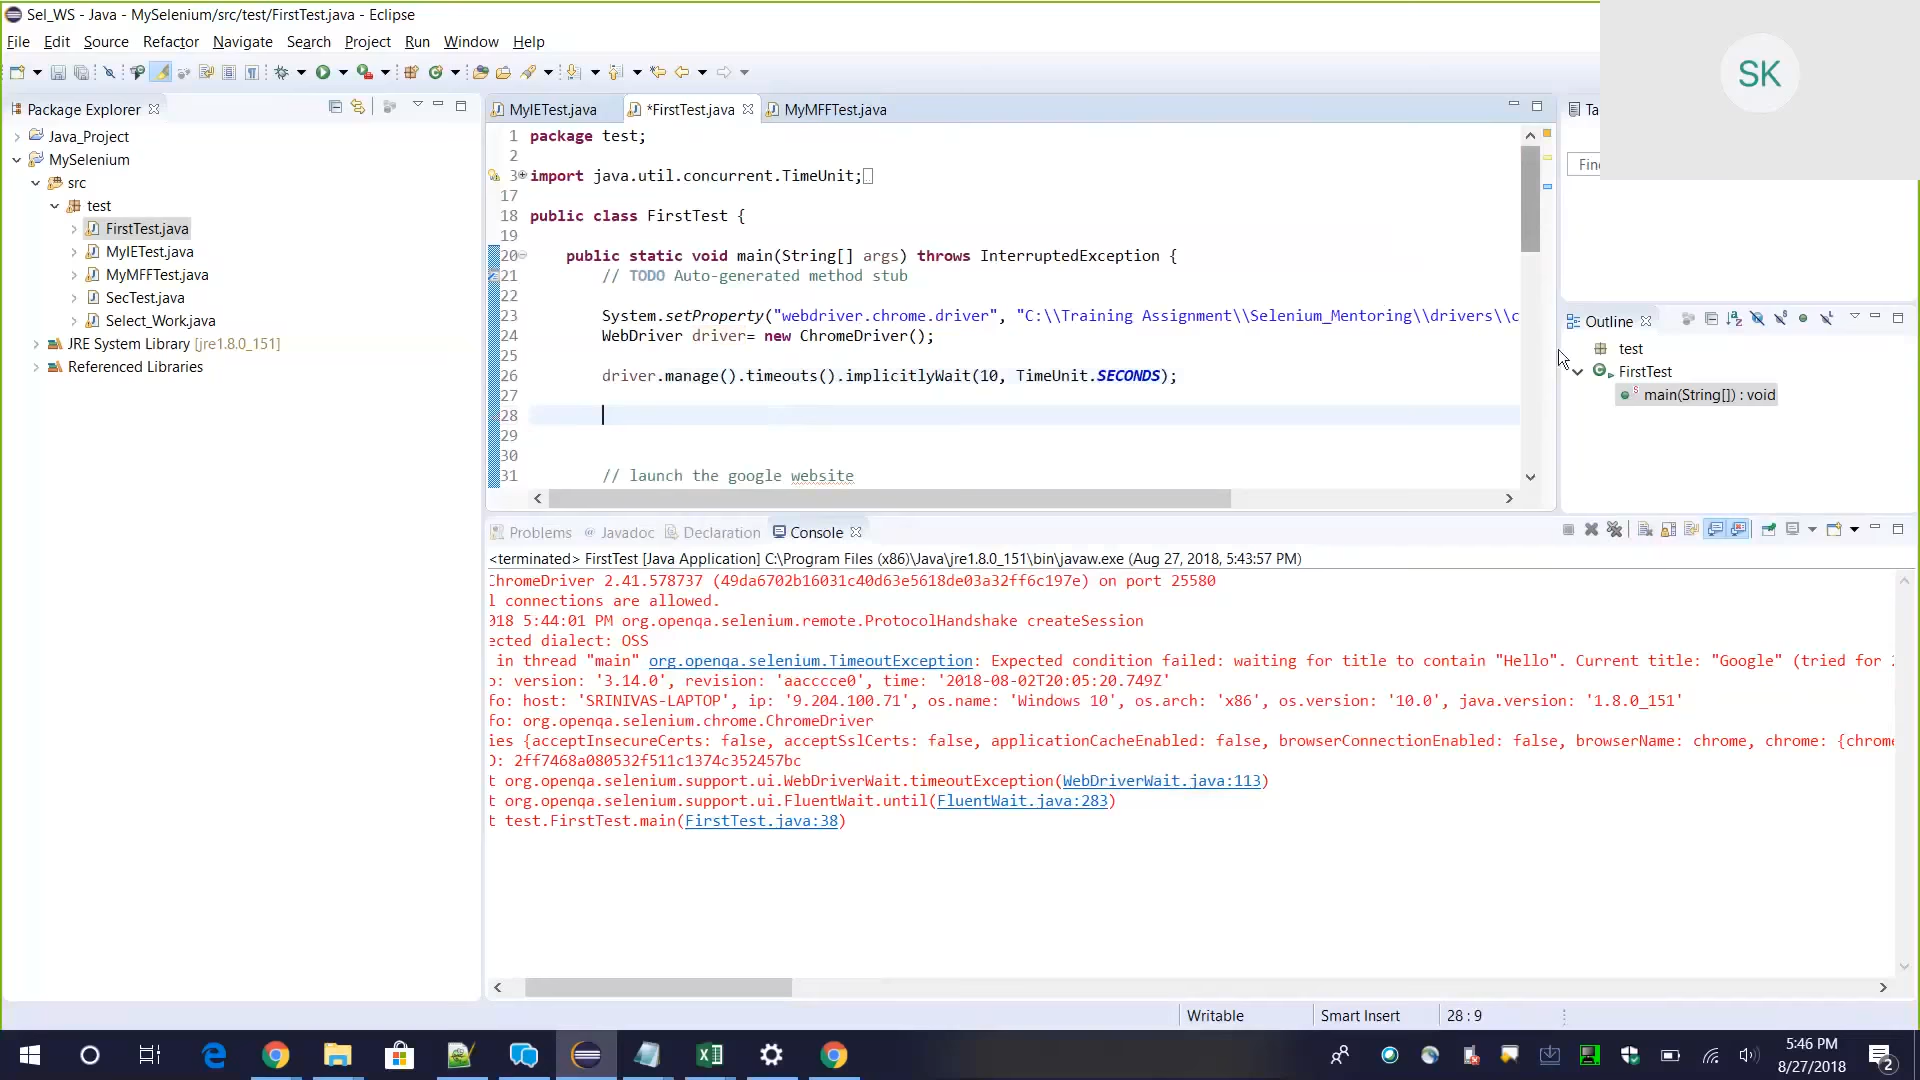 Sel_WS - Java - MySelenium/src/test/FirstTest.java - Eclipse
File Edit Source Refactor Navigate Search Project Run Window Help
SK
Package Explorer
Java_Project
MySelenium
src
test
FirstTest.java
MyIETest.java
MyMFFTest.java
SecTest.java
Select_Work.java
JRE System Library [jre1.8.0_151]
Referenced Libraries
MyIETest.java *FirstTest.java MyMFFTest.java
1 package test;
2
3 import java.util.concurrent.TimeUnit;
17
18 public class FirstTest {
19
20 public static void main(String[] args) throws InterruptedException {
21 // TODO Auto-generated method stub
22
23 System.setProperty("webdriver.chrome.driver", "C:\\Training Assignment\\Selenium_Mentoring\\drivers\\c
24 WebDriver driver= new ChromeDriver();
25
26 driver.manage().timeouts().implicitlyWait(10, TimeUnit.SECONDS);
27
28
29
30
31 // launch the google website
Ta
Fin
Outline
test
FirstTest
main(String[]) : void
Problems Javadoc Declaration Console
<terminated> FirstTest [Java Application] C:\Program Files (x86)\Java\jre1.8.0_151\bin\javaw.exe (Aug 27, 2018, 5:43:57 PM)
ChromeDriver 2.41.578737 (49da6702b16031c40d63e5618de03a32ff6c197e) on port 25580
l connections are allowed.
018 5:44:01 PM org.openqa.selenium.remote.ProtocolHandshake createSession
ected dialect: OSS
in thread "main" org.openqa.selenium.TimeoutException: Expected condition failed: waiting for title to contain "Hello". Current title: "Google" (tried for
o: version: '3.14.0', revision: 'aacccce0', time: '2018-08-02T20:05:20.749Z'
fo: host: 'SRINIVAS-LAPTOP', ip: '9.204.100.71', os.name: 'Windows 10', os.arch: 'x86', os.version: '10.0', java.version: '1.8.0_151'
fo: org.openqa.selenium.chrome.ChromeDriver
ies {acceptInsecureCerts: false, acceptSslCerts: false, applicationCacheEnabled: false, browserConnectionEnabled: false, browserName: chrome, chrome: {chrome
D: 2ff7468a080532f511c1374c352457bc
t org.openqa.selenium.support.ui.WebDriverWait.timeoutException(WebDriverWait.java:113)
t org.openqa.selenium.support.ui.FluentWait.until(FluentWait.java:283)
t test.FirstTest.main(FirstTest.java:38)
Writable Smart Insert 28 : 9
5:46 PM
8/27/2018
2